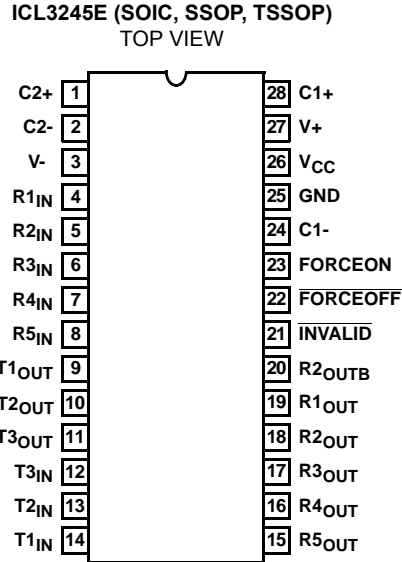 ICL3245E (SOIC, SSOP, TSSOP)
TOP VIEW
C2+ 1 28 C1+
C2- 2 27 V+
V- 3 26 VCC
R1IN 4 25 GND
R2IN 5 24 C1-
R3IN 6 23 FORCEON
R4IN 7 22 FORCEOFF
R5IN 8 21 INVALID
T1OUT 9 20 R2OUTB
T2OUT 10 19 R1OUT
T3OUT 11 18 R2OUT
T3IN 12 17 R3OUT
T2IN 13 16 R4OUT
T1IN 14 15 R5OUT